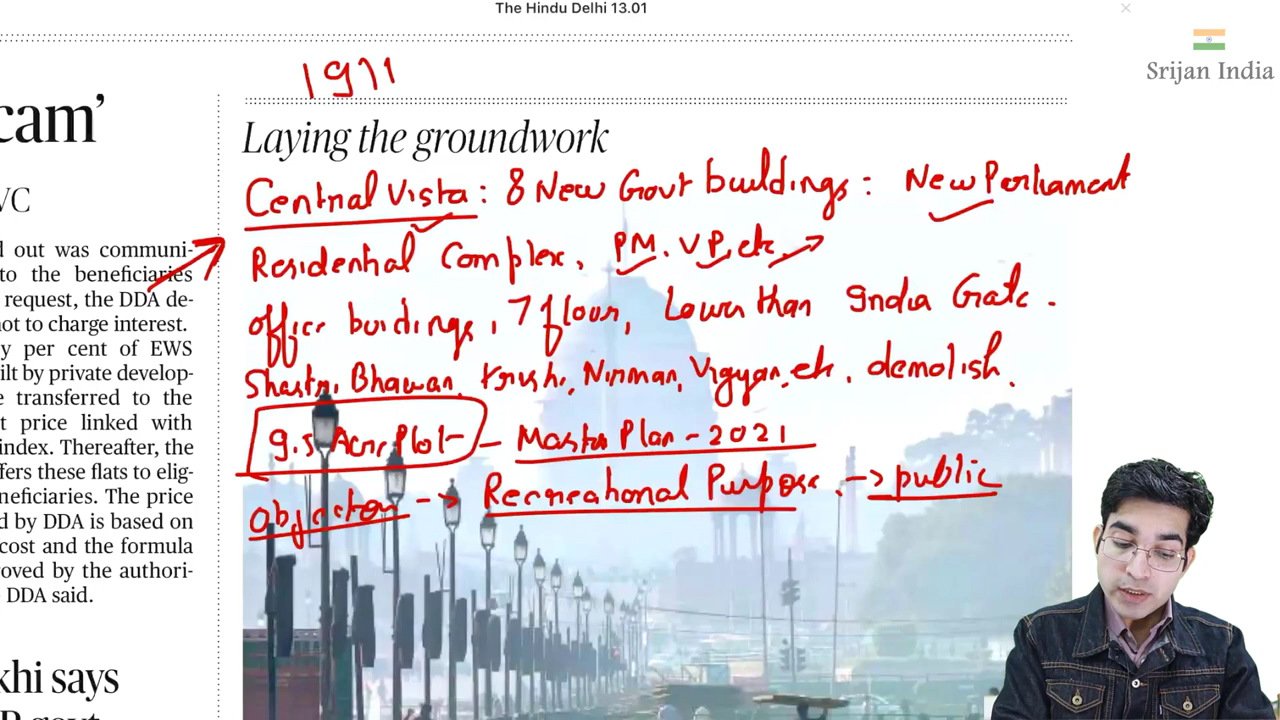 The Hindu Delhi 13.01
Srijan India
1911
cam’
Laying the groundwork
Central Vista : 8 New Govt buildings : New Parliament
Residential Complex, PM, VP, etc
office buildings, 7 floor, Lower than India Gate .
Shastri, Bhawan, Krushi, Nirman, Vigyan, etc, demolish.
9.5 Acre Plot - Master Plan - 2021
Objection --> Recreational Purpose. -> public
VC
d out was communi-
to the beneficiaries
request, the DDA de-
not to charge interest.
y per cent of EWS
ilt by private develop-
e transferred to the
t price linked with
index. Thereafter, the
ffers these flats to elig-
neficiaries. The price
d by DDA is based on
cost and the formula
roved by the authori-
DDA said.
khi says